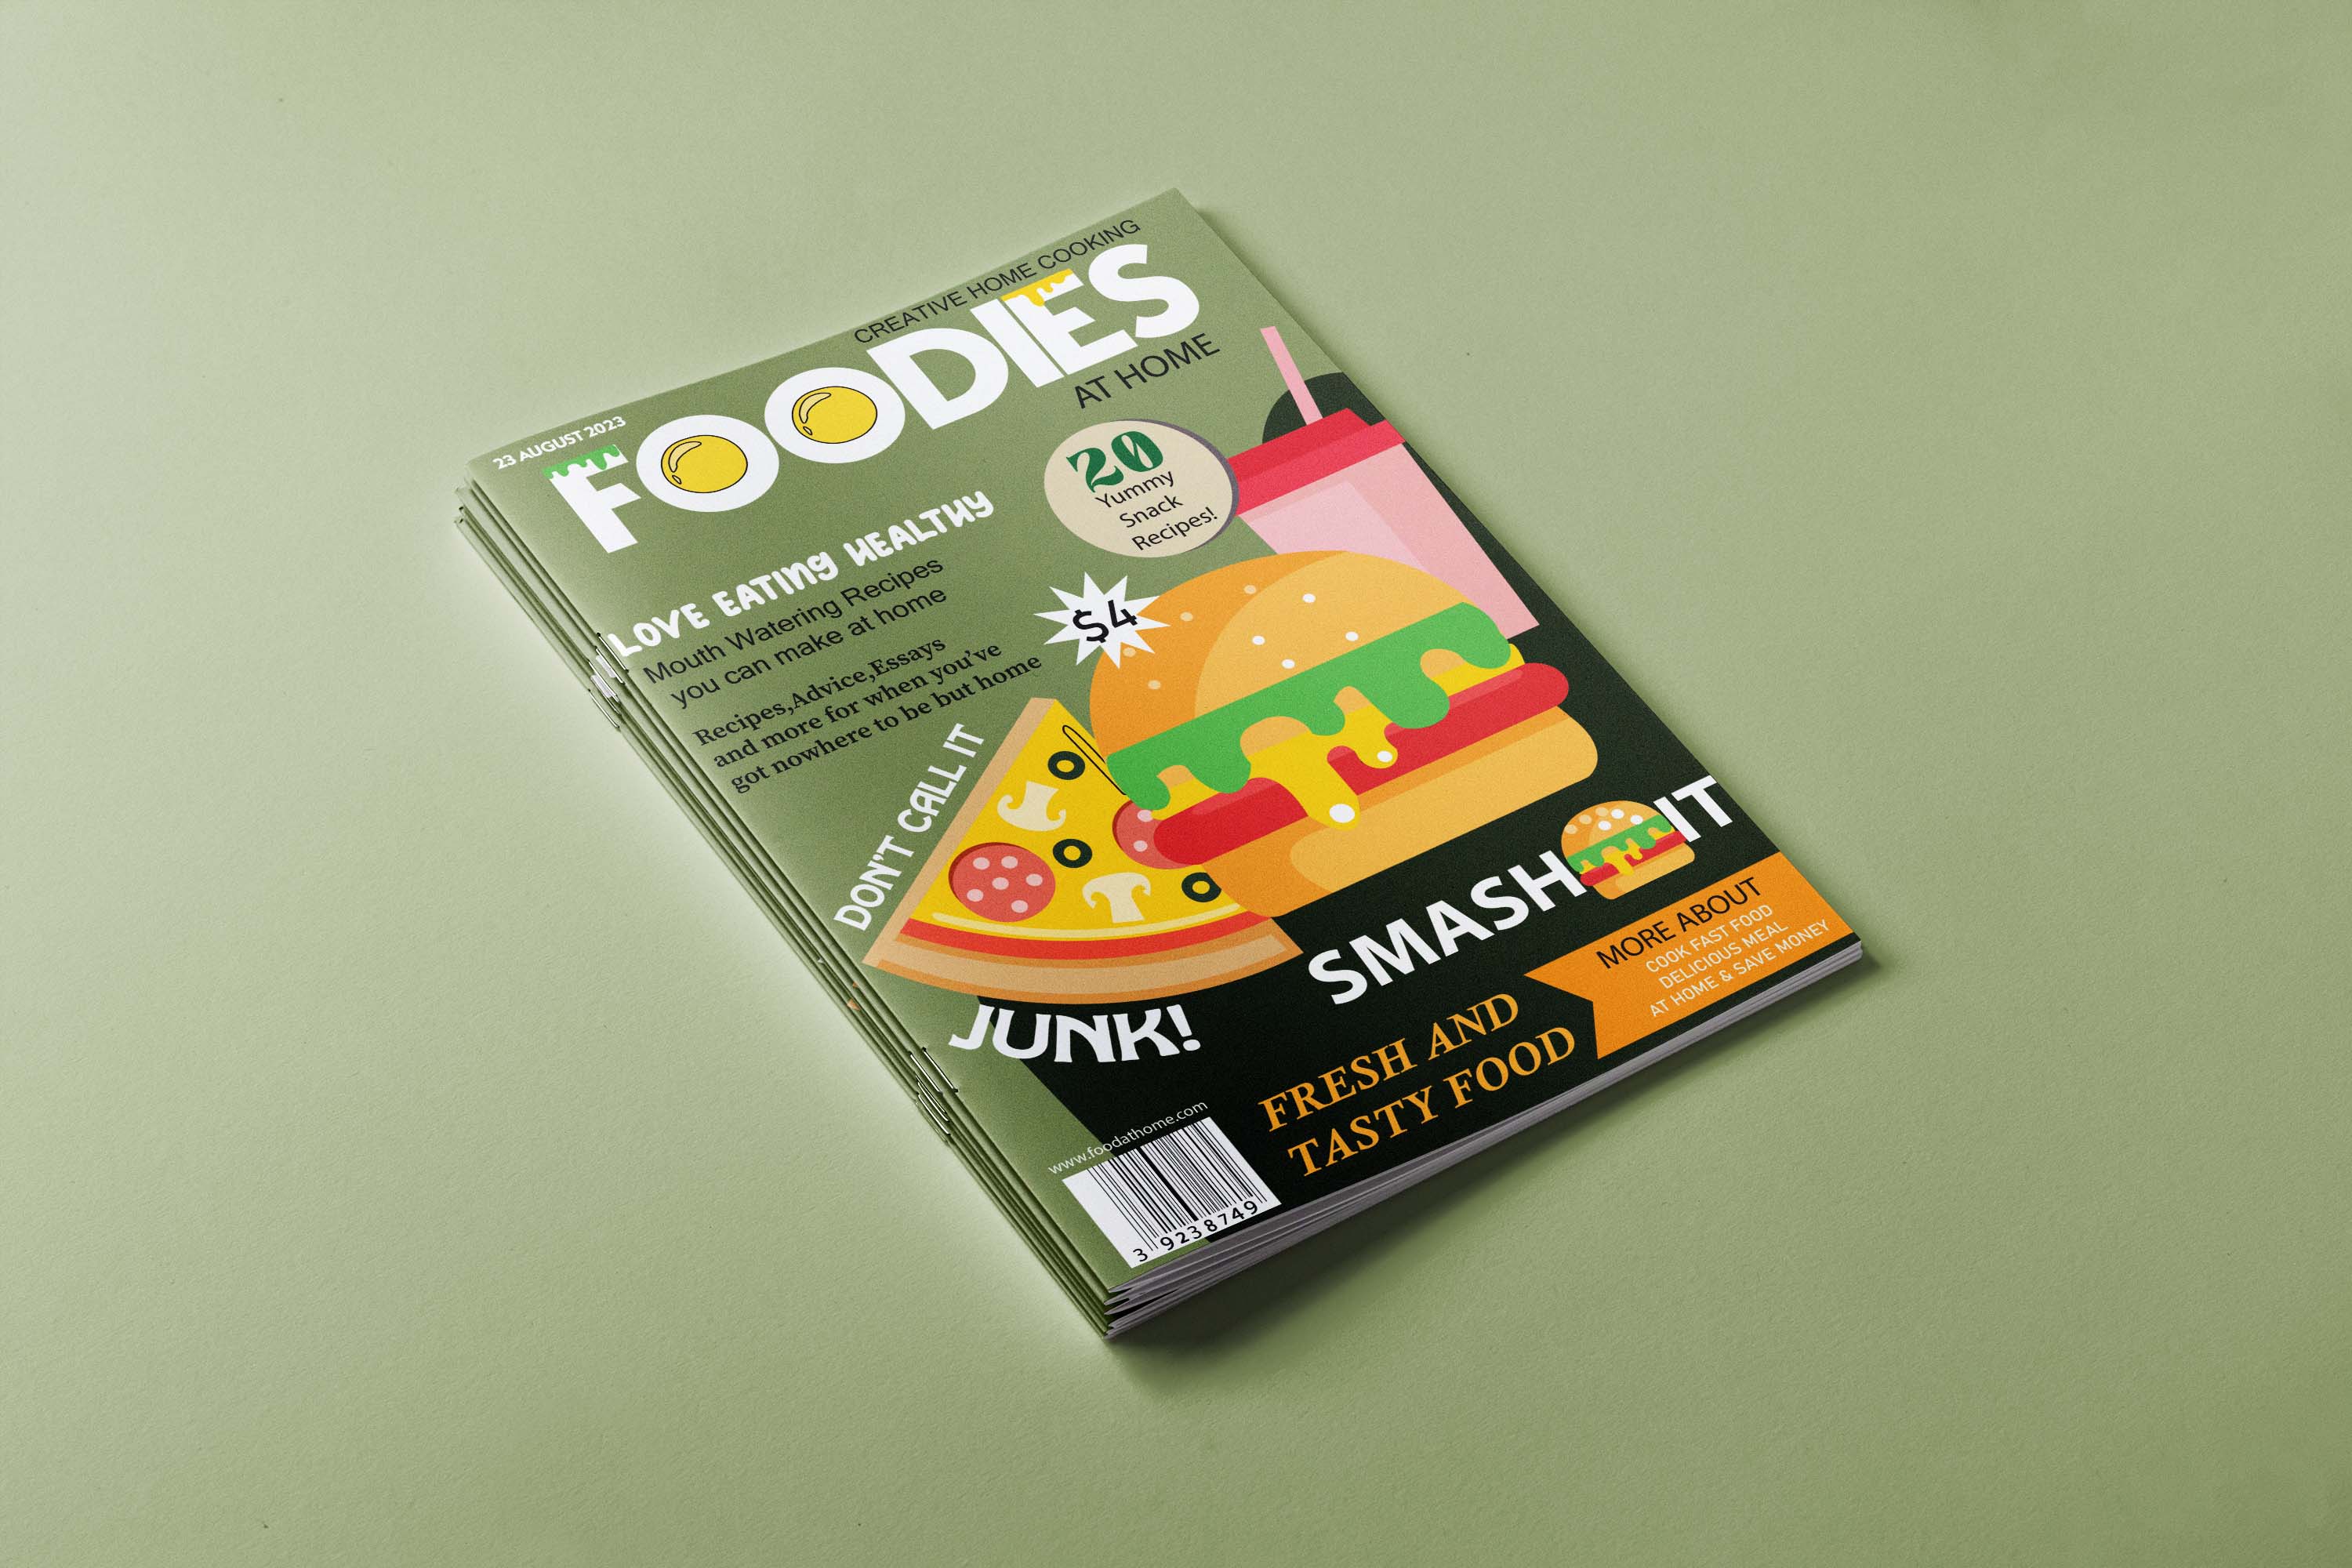 CREATIVE HOME COOKING
23 AUGUST 2023
FOODIES
AT HOME
20
Yummy
Snack
Recipes!
LOVE EATING HEALTHY
Mouth Watering Recipes
you can make at home
$4
Recipes,Advice,Essays
and more for when you've
got nowhere to be but home
DON'T CALL IT
JUNK!
SMASH IT
MORE ABOUT
COOK FAST FOOD
DELICIOUS MEAL
AT HOME & SAVE MONEY
FRESH AND
TASTY FOOD
www.foodathome.com
3 9238749